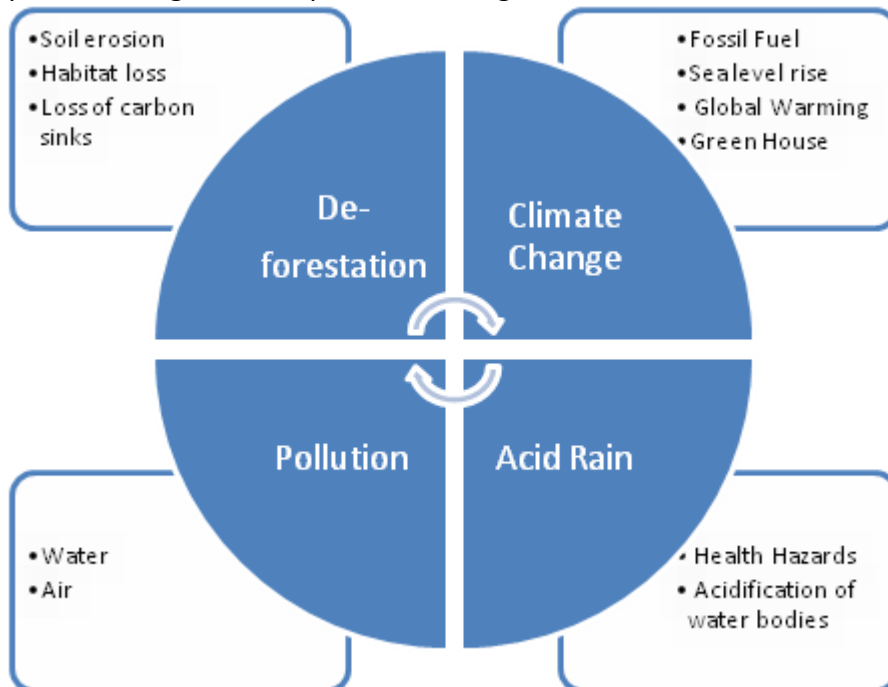 •Soil erosion
•Habitat loss
•Loss of carbon
sinks
•Fossil Fuel
•Sea level rise
• Global Warming
•Green House
De-
forestation
Climate
Change
Pollution
Acid Rain
•Water
•Air
• Health Hazards
• Acidification of
water bodies